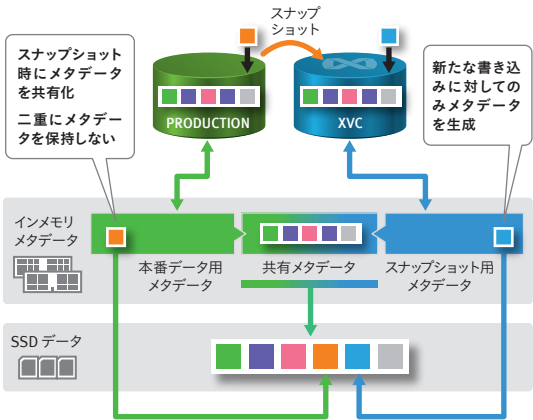 スナップ
ショット
スナップショット
時にメタデータ
を共有化
二重にメタデー
タを保持しない
新たな書き込
みに対しての
みメタデータ
を生成
PRODUCTION
XVC
インメモリ
メタデータ
本番データ用
メタデータ
共有メタデータ
スナップショット用
メタデータ
SSD データ